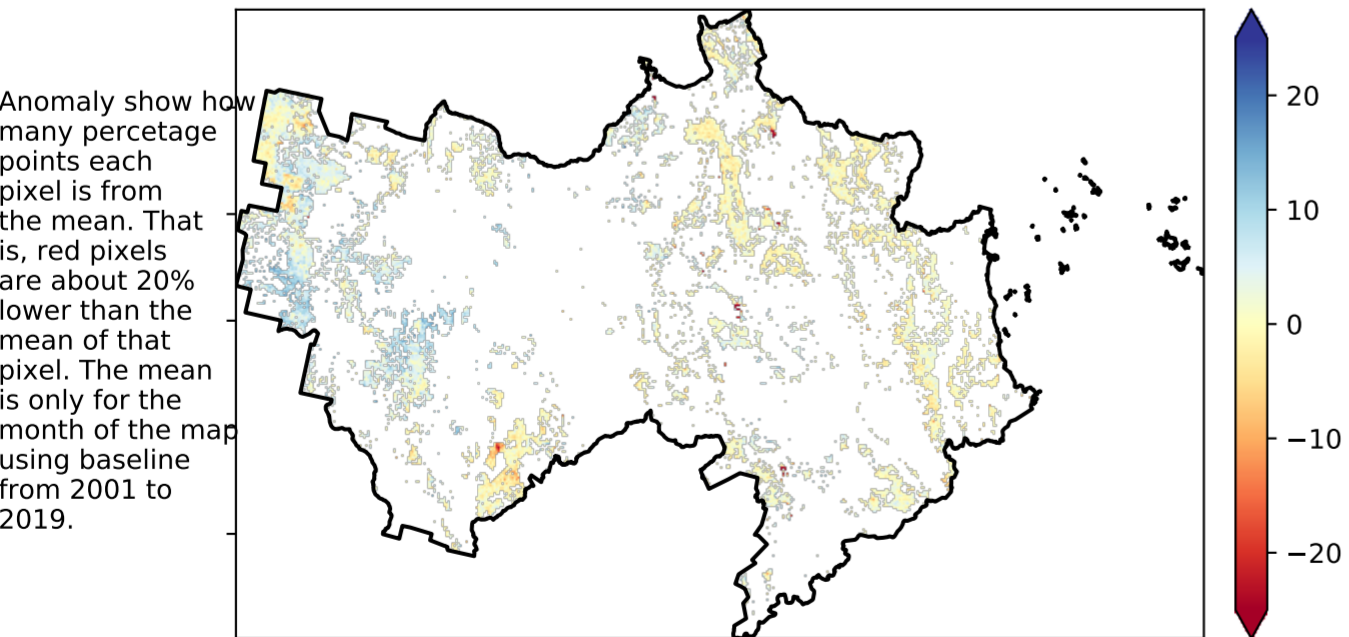 Anomaly show how
many percetage
points each
pixel is from
the mean. That
is, red pixels
are about 20%
lower than the
mean of that
pixel. The mean
is only for the
month of the map
using baseline
from 2001 to
2019.
20
10
0
−10
−20